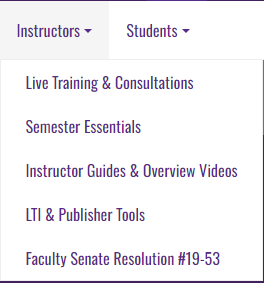 Instructors Students
Live Training & Consultations
Semester Essentials
Instructor Guides & Overview Videos
LTI & Publisher Tools
Faculty Senate Resolution #19-53